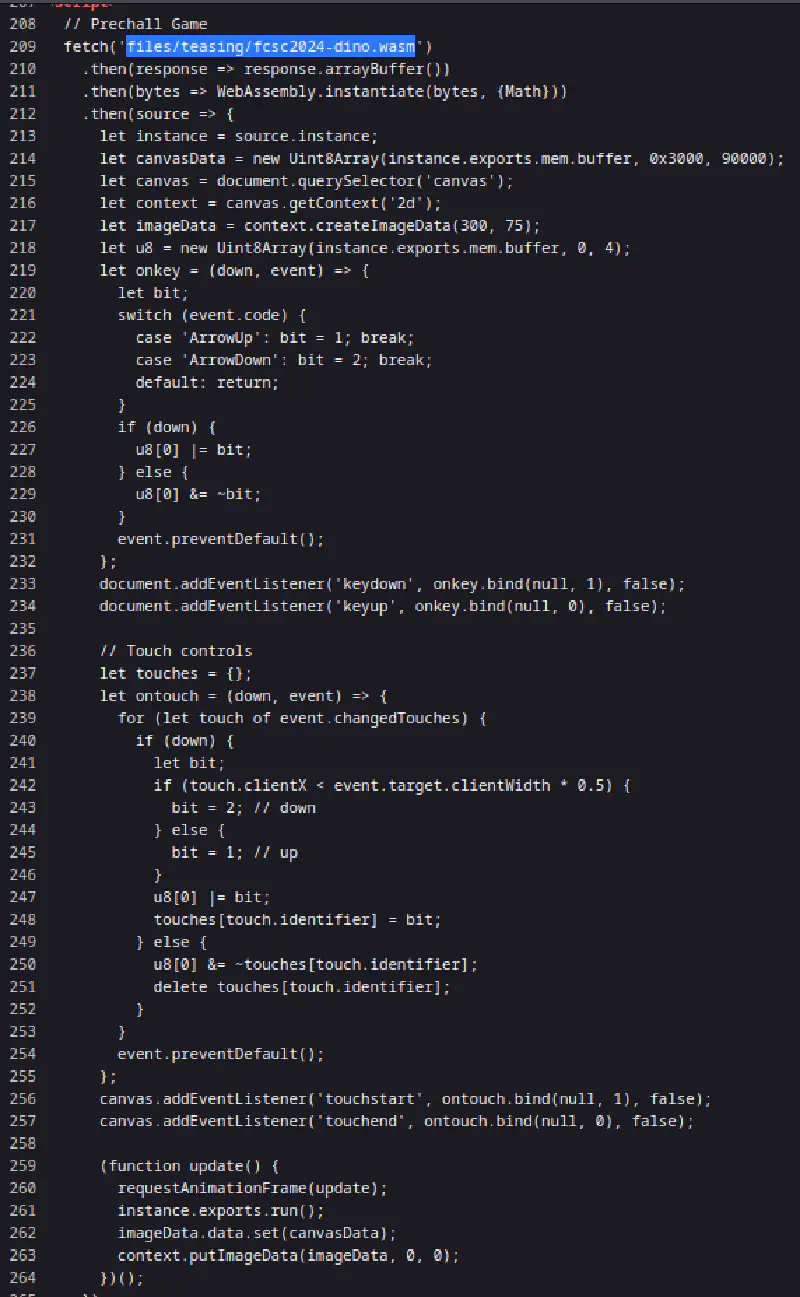 207 <script>
208 // Prechall Game
209 fetch('files/teasing/fcsc2024-dino.wasm')
210   .then(response => response.arrayBuffer())
211   .then(bytes => WebAssembly.instantiate(bytes, {Math}))
212   .then(source => {
213     let instance = source.instance;
214     let canvasData = new Uint8Array(instance.exports.mem.buffer, 0x3000, 90000);
215     let canvas = document.querySelector('canvas');
216     let context = canvas.getContext('2d');
217     let imageData = context.createImageData(300, 75);
218     let u8 = new Uint8Array(instance.exports.mem.buffer, 0, 4);
219     let onkey = (down, event) => {
220       let bit;
221       switch (event.code) {
222         case 'ArrowUp': bit = 1; break;
223         case 'ArrowDown': bit = 2; break;
224         default: return;
225       }
226       if (down) {
227         u8[0] |= bit;
228       } else {
229         u8[0] &= ~bit;
230       }
231       event.preventDefault();
232     };
233     document.addEventListener('keydown', onkey.bind(null, 1), false);
234     document.addEventListener('keyup', onkey.bind(null, 0), false);
235
236     // Touch controls
237     let touches = {};
238     let ontouch = (down, event) => {
239       for (let touch of event.changedTouches) {
240         if (down) {
241           let bit;
242           if (touch.clientX < event.target.clientWidth * 0.5) {
243             bit = 2; // down
244           } else {
245             bit = 1; // up
246           }
247           u8[0] |= bit;
248           touches[touch.identifier] = bit;
249         } else {
250           u8[0] &= ~touches[touch.identifier];
251           delete touches[touch.identifier];
252         }
253       }
254       event.preventDefault();
255     };
256     canvas.addEventListener('touchstart', ontouch.bind(null, 1), false);
257     canvas.addEventListener('touchend', ontouch.bind(null, 0), false);
258
259     (function update() {
260       requestAnimationFrame(update);
261       instance.exports.run();
262       imageData.data.set(canvasData);
263       context.putImageData(imageData, 0, 0);
264     })();